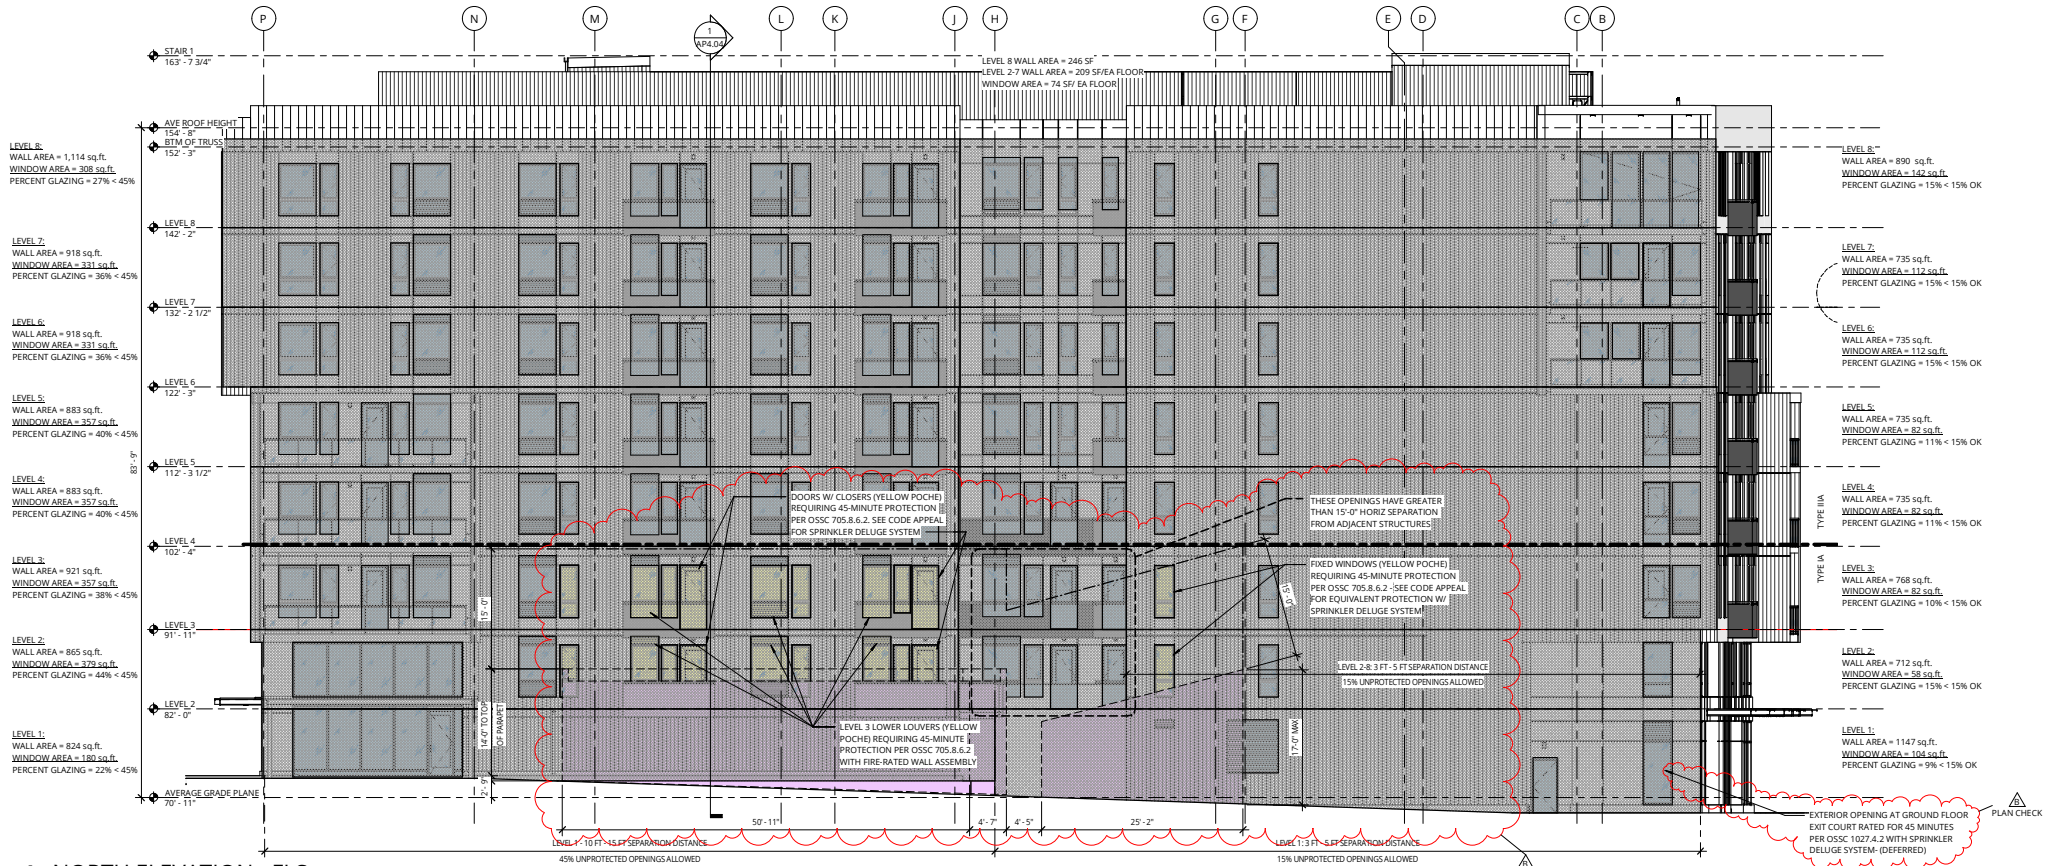 P
N
M
L
K
J
H
G
F
E
D
C
B
1
AP4.04
STAIR 1
163' - 7 3/4"
AVE ROOF HEIGHT
154' - 8"
BTM OF TRUSS
152' - 3"
LEVEL 8
142' - 2"
LEVEL 7
132' - 2 1/2"
LEVEL 6
122' - 3"
LEVEL 5
112' - 3 1/2"
LEVEL 4
102' - 4"
LEVEL 3
91' - 11"
LEVEL 2
82' - 0"
AVERAGE GRADE PLANE
70' - 11"
83' - 9"
LEVEL 8 WALL AREA = 246 SF
LEVEL 2-7 WALL AREA = 209 SF/EA FLOOR
WINDOW AREA = 74 SF/ EA FLOOR
LEVEL 8:
WALL AREA = 1,114 sq.ft.
WINDOW AREA = 308 sq.ft.
PERCENT GLAZING = 27% < 45%
LEVEL 7:
WALL AREA = 918 sq.ft.
WINDOW AREA = 331 sq.ft.
PERCENT GLAZING = 36% < 45%
LEVEL 6:
WALL AREA = 918 sq.ft.
WINDOW AREA = 331 sq.ft.
PERCENT GLAZING = 36% < 45%
LEVEL 5:
WALL AREA = 883 sq.ft.
WINDOW AREA = 357 sq.ft.
PERCENT GLAZING = 40% < 45%
LEVEL 4:
WALL AREA = 883 sq.ft.
WINDOW AREA = 357 sq.ft.
PERCENT GLAZING = 40% < 45%
LEVEL 3:
WALL AREA = 921 sq.ft.
WINDOW AREA = 357 sq.ft.
PERCENT GLAZING = 38% < 45%
LEVEL 2:
WALL AREA = 865 sq.ft.
WINDOW AREA = 379 sq.ft.
PERCENT GLAZING = 44% < 45%
LEVEL 1:
WALL AREA = 824 sq.ft.
WINDOW AREA = 180 sq.ft.
PERCENT GLAZING = 22% < 45%
DOORS W/ CLOSERS (YELLOW POCHE)
REQUIRING 45-MINUTE PROTECTION
PER OSSC 705.8.6.2. SEE CODE APPEAL
FOR SPRINKLER DELUGE SYSTEM
THESE OPENINGS HAVE GREATER
THAN 15'-0" HORIZ SEPARATION
FROM ADJACENT STRUCTURES
FIXED WINDOWS (YELLOW POCHE)
REQUIRING 45-MINUTE PROTECTION
PER OSSC 705.8.6.2 - SEE CODE APPEAL
FOR EQUIVALENT PROTECTION W/
SPRINKLER DELUGE SYSTEM
LEVEL 3 LOWER LOUVERS (YELLOW
POCHE) REQUIRING 45-MINUTE
PROTECTION PER OSSC 705.8.6.2
WITH FIRE-RATED WALL ASSEMBLY
LEVEL 2-8: 3 FT - 5 FT SEPARATION DISTANCE
15% UNPROTECTED OPENINGS ALLOWED
15' - 0"
15' - 0"
14'-0" TO TOP
OF PARAPET
2' - 9"
17'-0" MAX
50' - 11"
4' - 7"
4' - 5"
25' - 2"
LEVEL 1 - 10 FT - 15 FT SEPARATION DISTANCE
45% UNPROTECTED OPENINGS ALLOWED
LEVEL 1: 3 FT - 5 FT SEPARATION DISTANCE
15% UNPROTECTED OPENINGS ALLOWED
TYPE IIIA
TYPE IA
LEVEL 8:
WALL AREA = 890 sq.ft.
WINDOW AREA = 142 sq.ft.
PERCENT GLAZING = 15% < 15% OK
LEVEL 7:
WALL AREA = 735 sq.ft.
WINDOW AREA = 112 sq.ft.
PERCENT GLAZING = 15% < 15% OK
LEVEL 6:
WALL AREA = 735 sq.ft.
WINDOW AREA = 112 sq.ft.
PERCENT GLAZING = 15% < 15% OK
LEVEL 5:
WALL AREA = 735 sq.ft.
WINDOW AREA = 82 sq.ft.
PERCENT GLAZING = 11% < 15% OK
LEVEL 4:
WALL AREA = 735 sq.ft.
WINDOW AREA = 82 sq.ft.
PERCENT GLAZING = 11% < 15% OK
LEVEL 3:
WALL AREA = 768 sq.ft.
WINDOW AREA = 82 sq.ft.
PERCENT GLAZING = 10% < 15% OK
LEVEL 2:
WALL AREA = 712 sq.ft.
WINDOW AREA = 58 sq.ft.
PERCENT GLAZING = 15% < 15% OK
LEVEL 1:
WALL AREA = 1147 sq.ft.
WINDOW AREA = 104 sq.ft.
PERCENT GLAZING = 9% < 15% OK
EXTERIOR OPENING AT GROUND FLOOR
EXIT COURT RATED FOR 45 MINUTES
PER OSSC 1027.4.2 WITH SPRINKLER
DELUGE SYSTEM- (DEFERRED)
B
PLAN CHECK